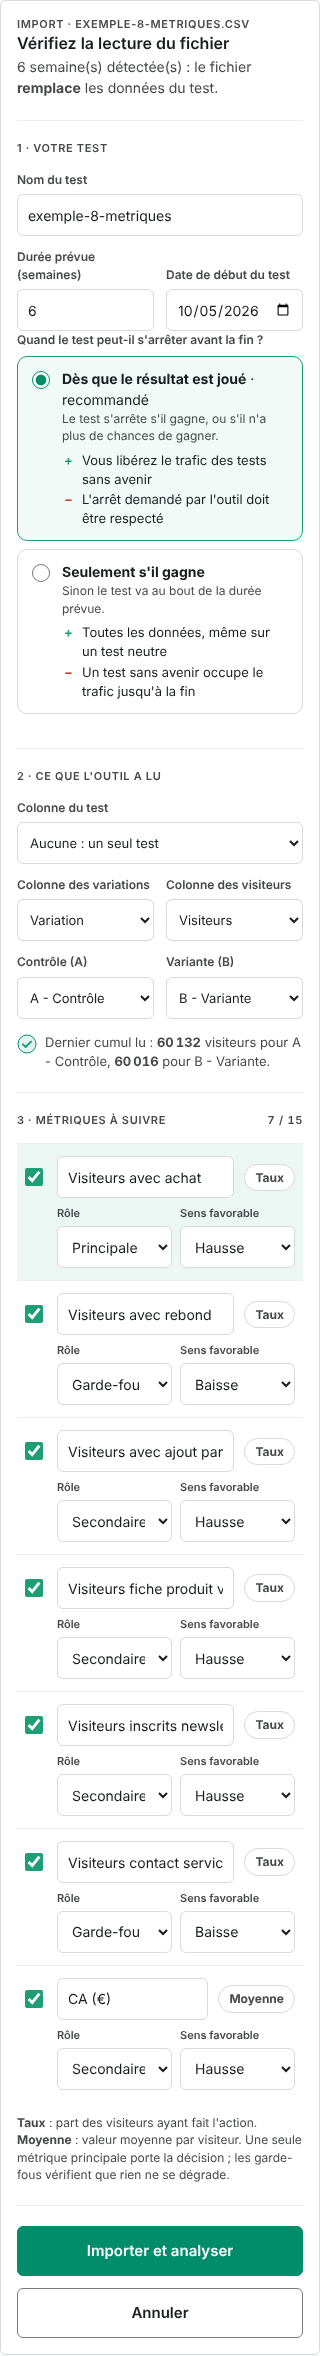 IMPORT · EXEMPLE-8-METRIQUES.CSV
Vérifiez la lecture du fichier
6 semaine(s) détectée(s) : le fichier
remplace les données du test.
1 · VOTRE TEST
Nom du test
exemple-8-metriques
Durée prévue
(semaines)
Date de début du test
6
10/05/2026
Quand le test peut-il s'arrêter avant la fin ?
Dès que le résultat est joué ·
recommandé
Le test s'arrête s'il gagne, ou s'il n'a
plus de chances de gagner.
+ Vous libérez le trafic des tests
sans avenir
− L'arrêt demandé par l'outil doit
être respecté
Seulement s'il gagne
Sinon le test va au bout de la durée
prévue.
+ Toutes les données, même sur
un test neutre
− Un test sans avenir occupe le
trafic jusqu'à la fin
2 · CE QUE L'OUTIL A LU
Colonne du test
Aucune : un seul test
Colonne des variations
Colonne des visiteurs
Variation
Visiteurs
Contrôle (A)
Variante (B)
A - Contrôle
B - Variante
Dernier cumul lu : 60 132 visiteurs pour A
- Contrôle, 60 016 pour B - Variante.
3 · MÉTRIQUES À SUIVRE
7 / 15
Visiteurs avec achat
Taux
Rôle
Sens favorable
Principale
Hausse
Visiteurs avec rebond
Taux
Rôle
Sens favorable
Garde-fou
Baisse
Visiteurs avec ajout par
Taux
Rôle
Sens favorable
Secondaire
Hausse
Visiteurs fiche produit v
Taux
Rôle
Sens favorable
Secondaire
Hausse
Visiteurs inscrits newsle
Taux
Rôle
Sens favorable
Secondaire
Hausse
Visiteurs contact servic
Taux
Rôle
Sens favorable
Garde-fou
Baisse
CA (€)
Moyenne
Rôle
Sens favorable
Secondaire
Hausse
Taux : part des visiteurs ayant fait l'action.
Moyenne : valeur moyenne par visiteur. Une seule
métrique principale porte la décision ; les garde-
fous vérifient que rien ne se dégrade.
Importer et analyser
Annuler